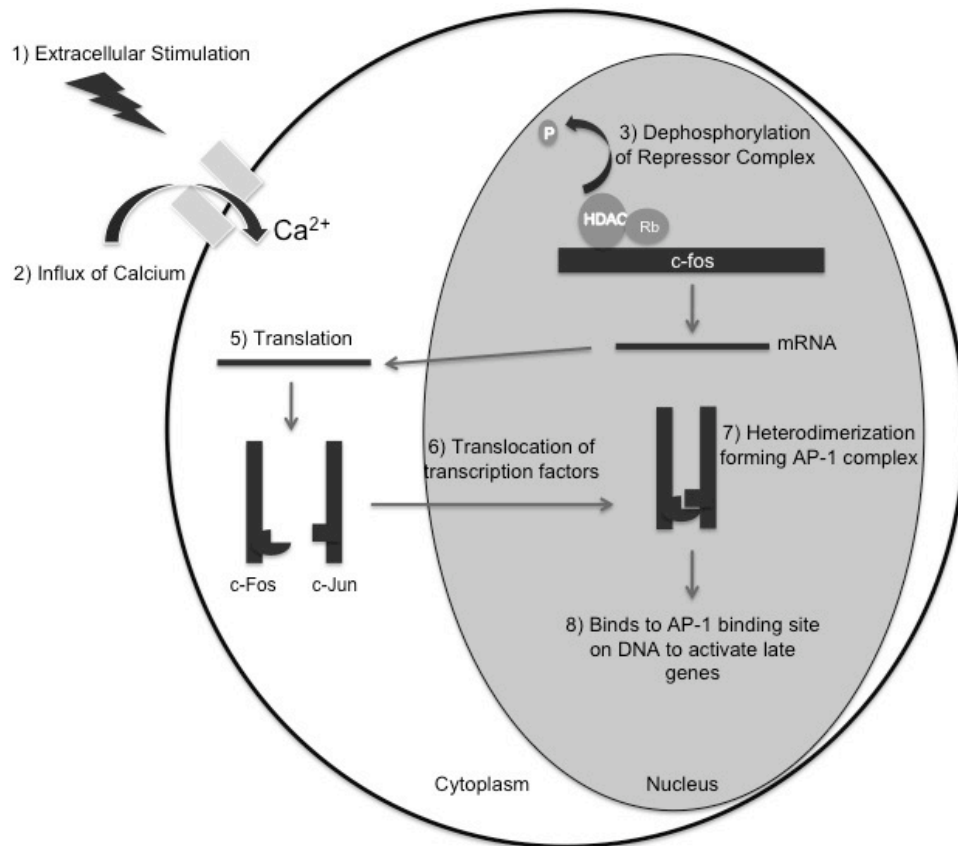 1) Extracellular Stimulation
2) Influx of Calcium
Ca2+
P
3) Dephosphorylation
of Repressor Complex
HDAC
Rb
c-fos
mRNA
5) Translation
c-Fos
c-Jun
6) Translocation of
transcription factors
7) Heterodimerization
forming AP-1 complex
8) Binds to AP-1 binding site
on DNA to activate late
genes
Cytoplasm
Nucleus